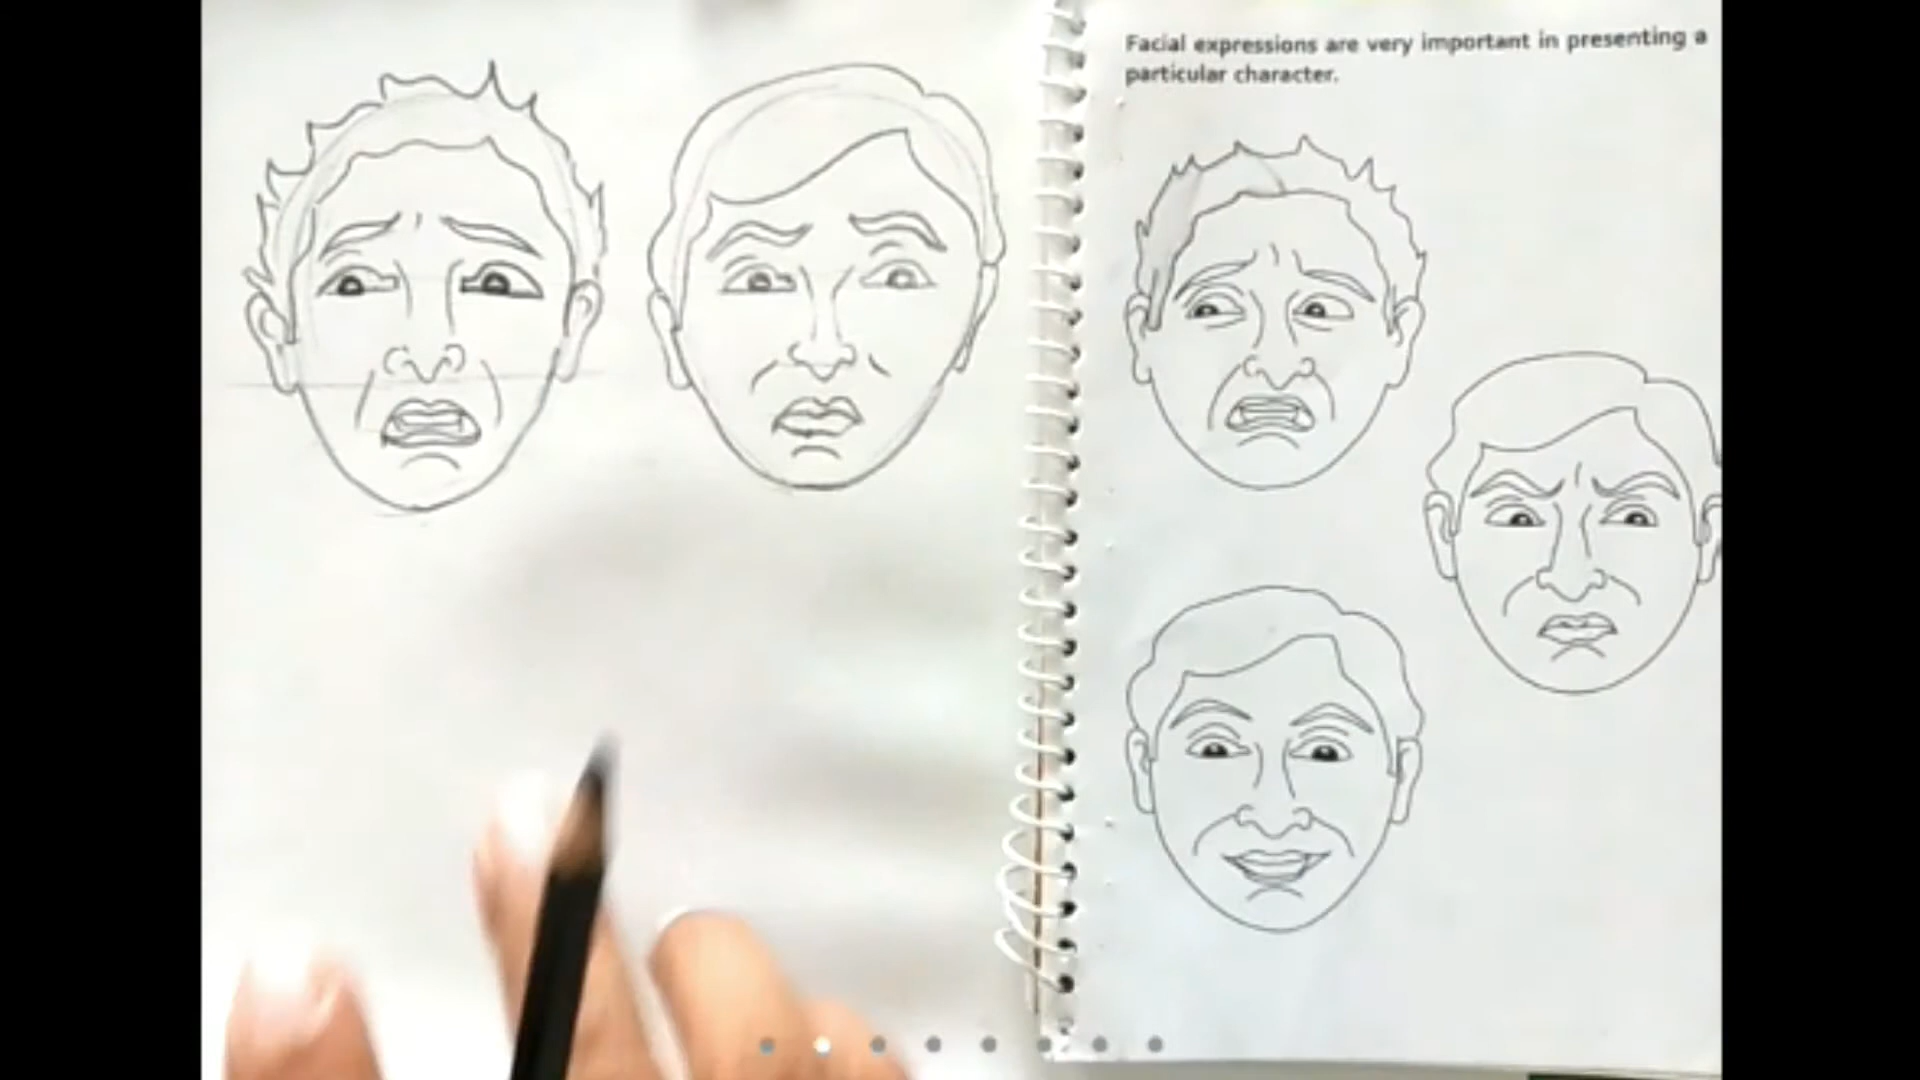 Facial expressions are very important in presenting a
particular character.